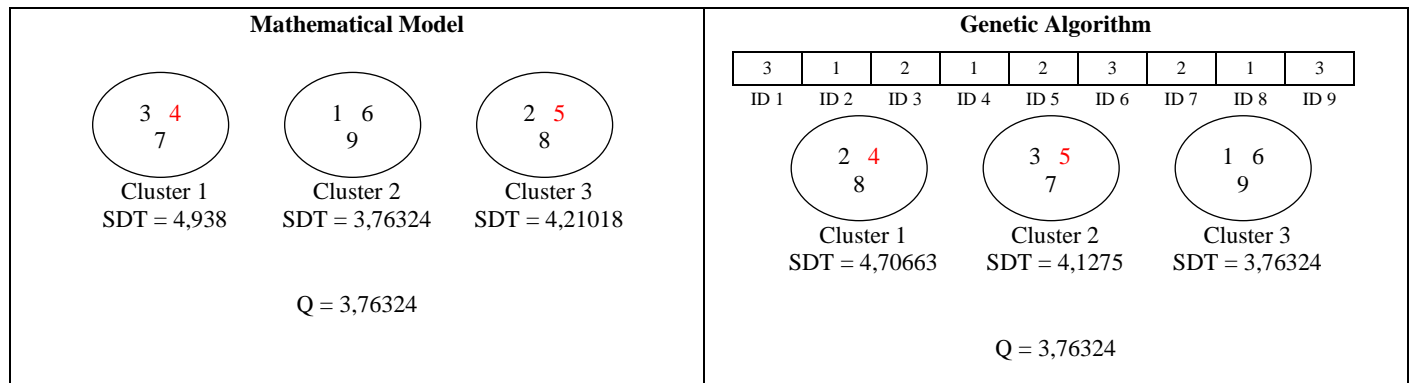 Mathematical Model
3 4
7
1 6
9
2 5
8
Cluster 1
SDT = 4,938
Cluster 2
SDT = 3,76324
Cluster 3
SDT = 4,21018
Q = 3,76324
Genetic Algorithm
3 1 2 1 2 3 2 1 3
ID 1 ID 2 ID 3 ID 4 ID 5 ID 6 ID 7 ID 8 ID 9
2 4
8
3 5
7
1 6
9
Cluster 1
SDT = 4,70663
Cluster 2
SDT = 4,1275
Cluster 3
SDT = 3,76324
Q = 3,76324